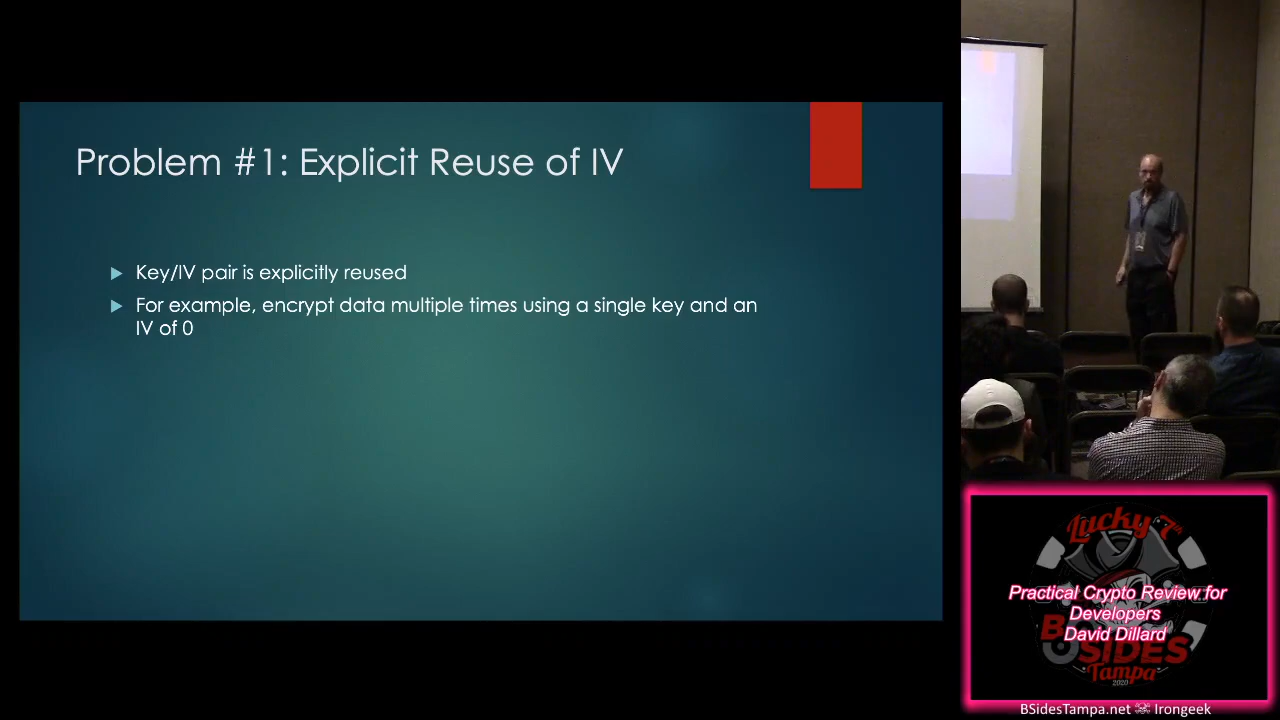 Problem #1: Explicit Reuse of IV
Key/IV pair is explicitly reused
For example, encrypt data multiple times using a single key and an
IV of 0
Lucky 7th
Practical Crypto Review for
Developers
David Dillard
BSIDES
Tampa
2020
BSidesTampa.net Irongeek